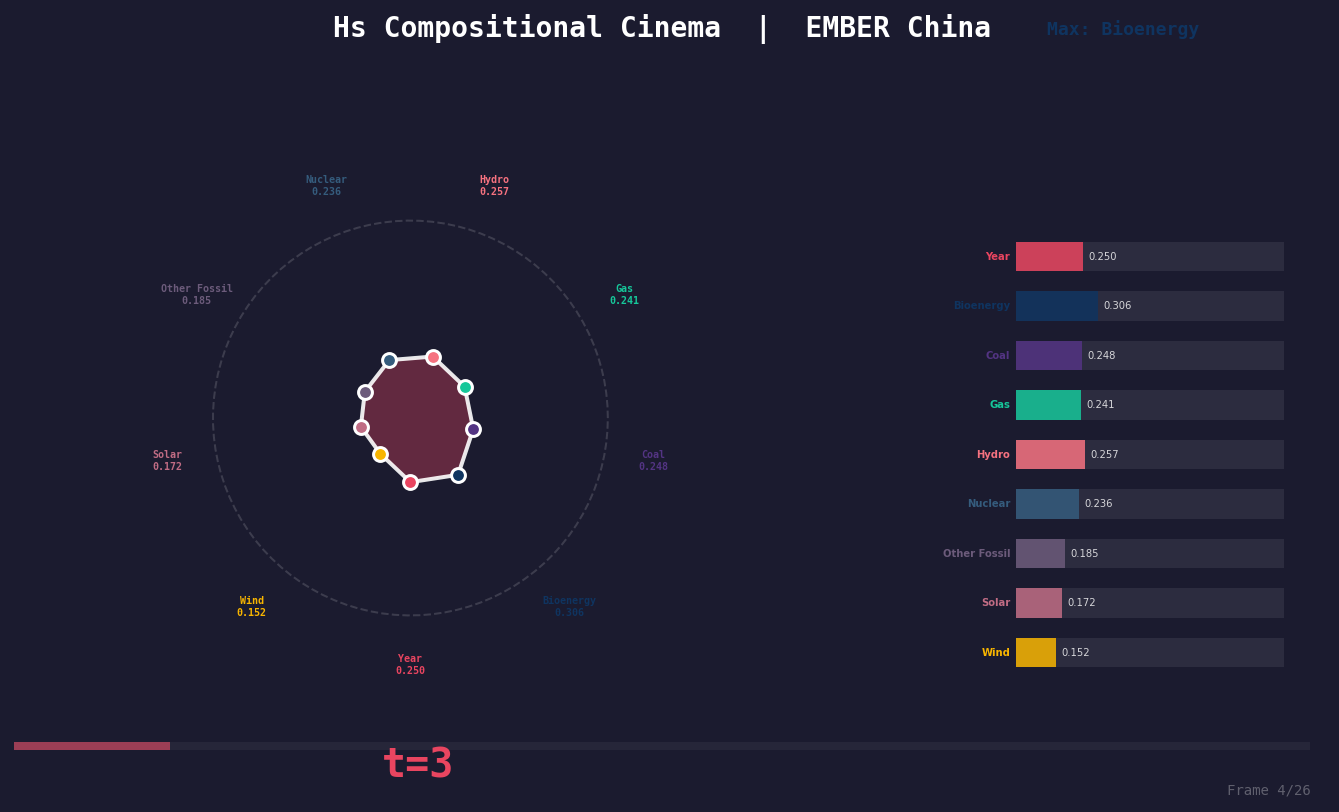 Hs Compositional Cinema | EMBER China
Max: Bioenergy
Nuclear
0.236
Hydro
0.257
Other Fossil
0.185
Gas
0.241
Solar
0.172
Coal
0.248
Wind
0.152
Bioenergy
0.306
Year
0.250
Year 0.250
Bioenergy 0.306
Coal 0.248
Gas 0.241
Hydro 0.257
Nuclear 0.236
Other Fossil 0.185
Solar 0.172
Wind 0.152
t=3
Frame 4/26